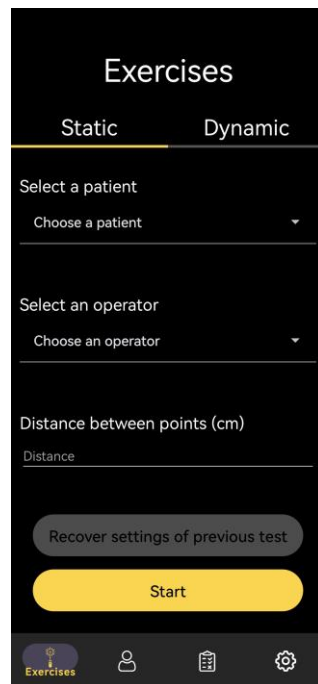 Exercises
Static Dynamic
Select a patient
Choose a patient
Select an operator
Choose an operator
Distance between points (cm)
Distance
Recover settings of previous test
Start
Exercises